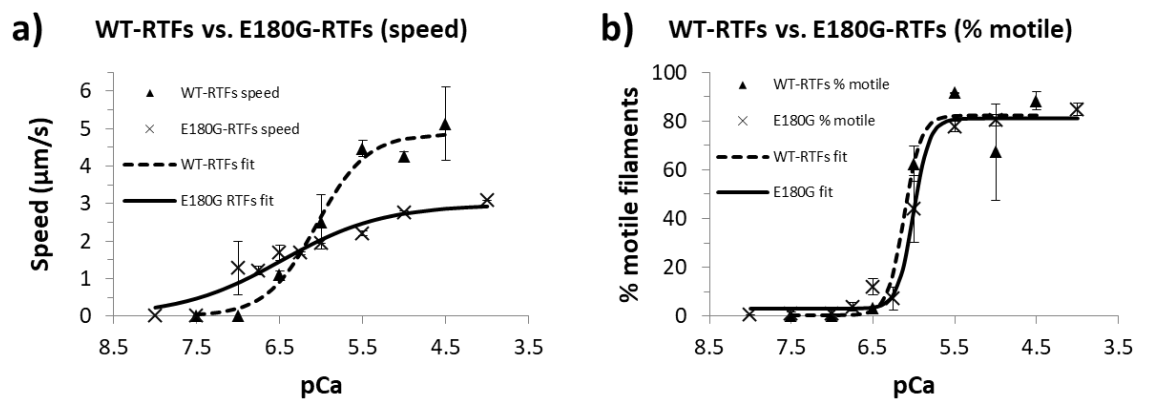 a)
WT-RTFs vs. E180G-RTFs (speed)
WT-RTFs speed
E180G-RTFs speed
WT-RTFs fit
E180G RTFs fit
Speed (µm/s)
6
5
4
3
2
1
0
8.5 7.5 6.5 5.5 4.5 3.5
pCa
b)
WT-RTFs vs. E180G-RTFs (% motile)
WT-RTFs % motile
E180G % motile
WT-RTFs fit
E180G fit
% motile filaments
100
80
60
40
20
0
8.5 7.5 6.5 5.5 4.5 3.5
pCa